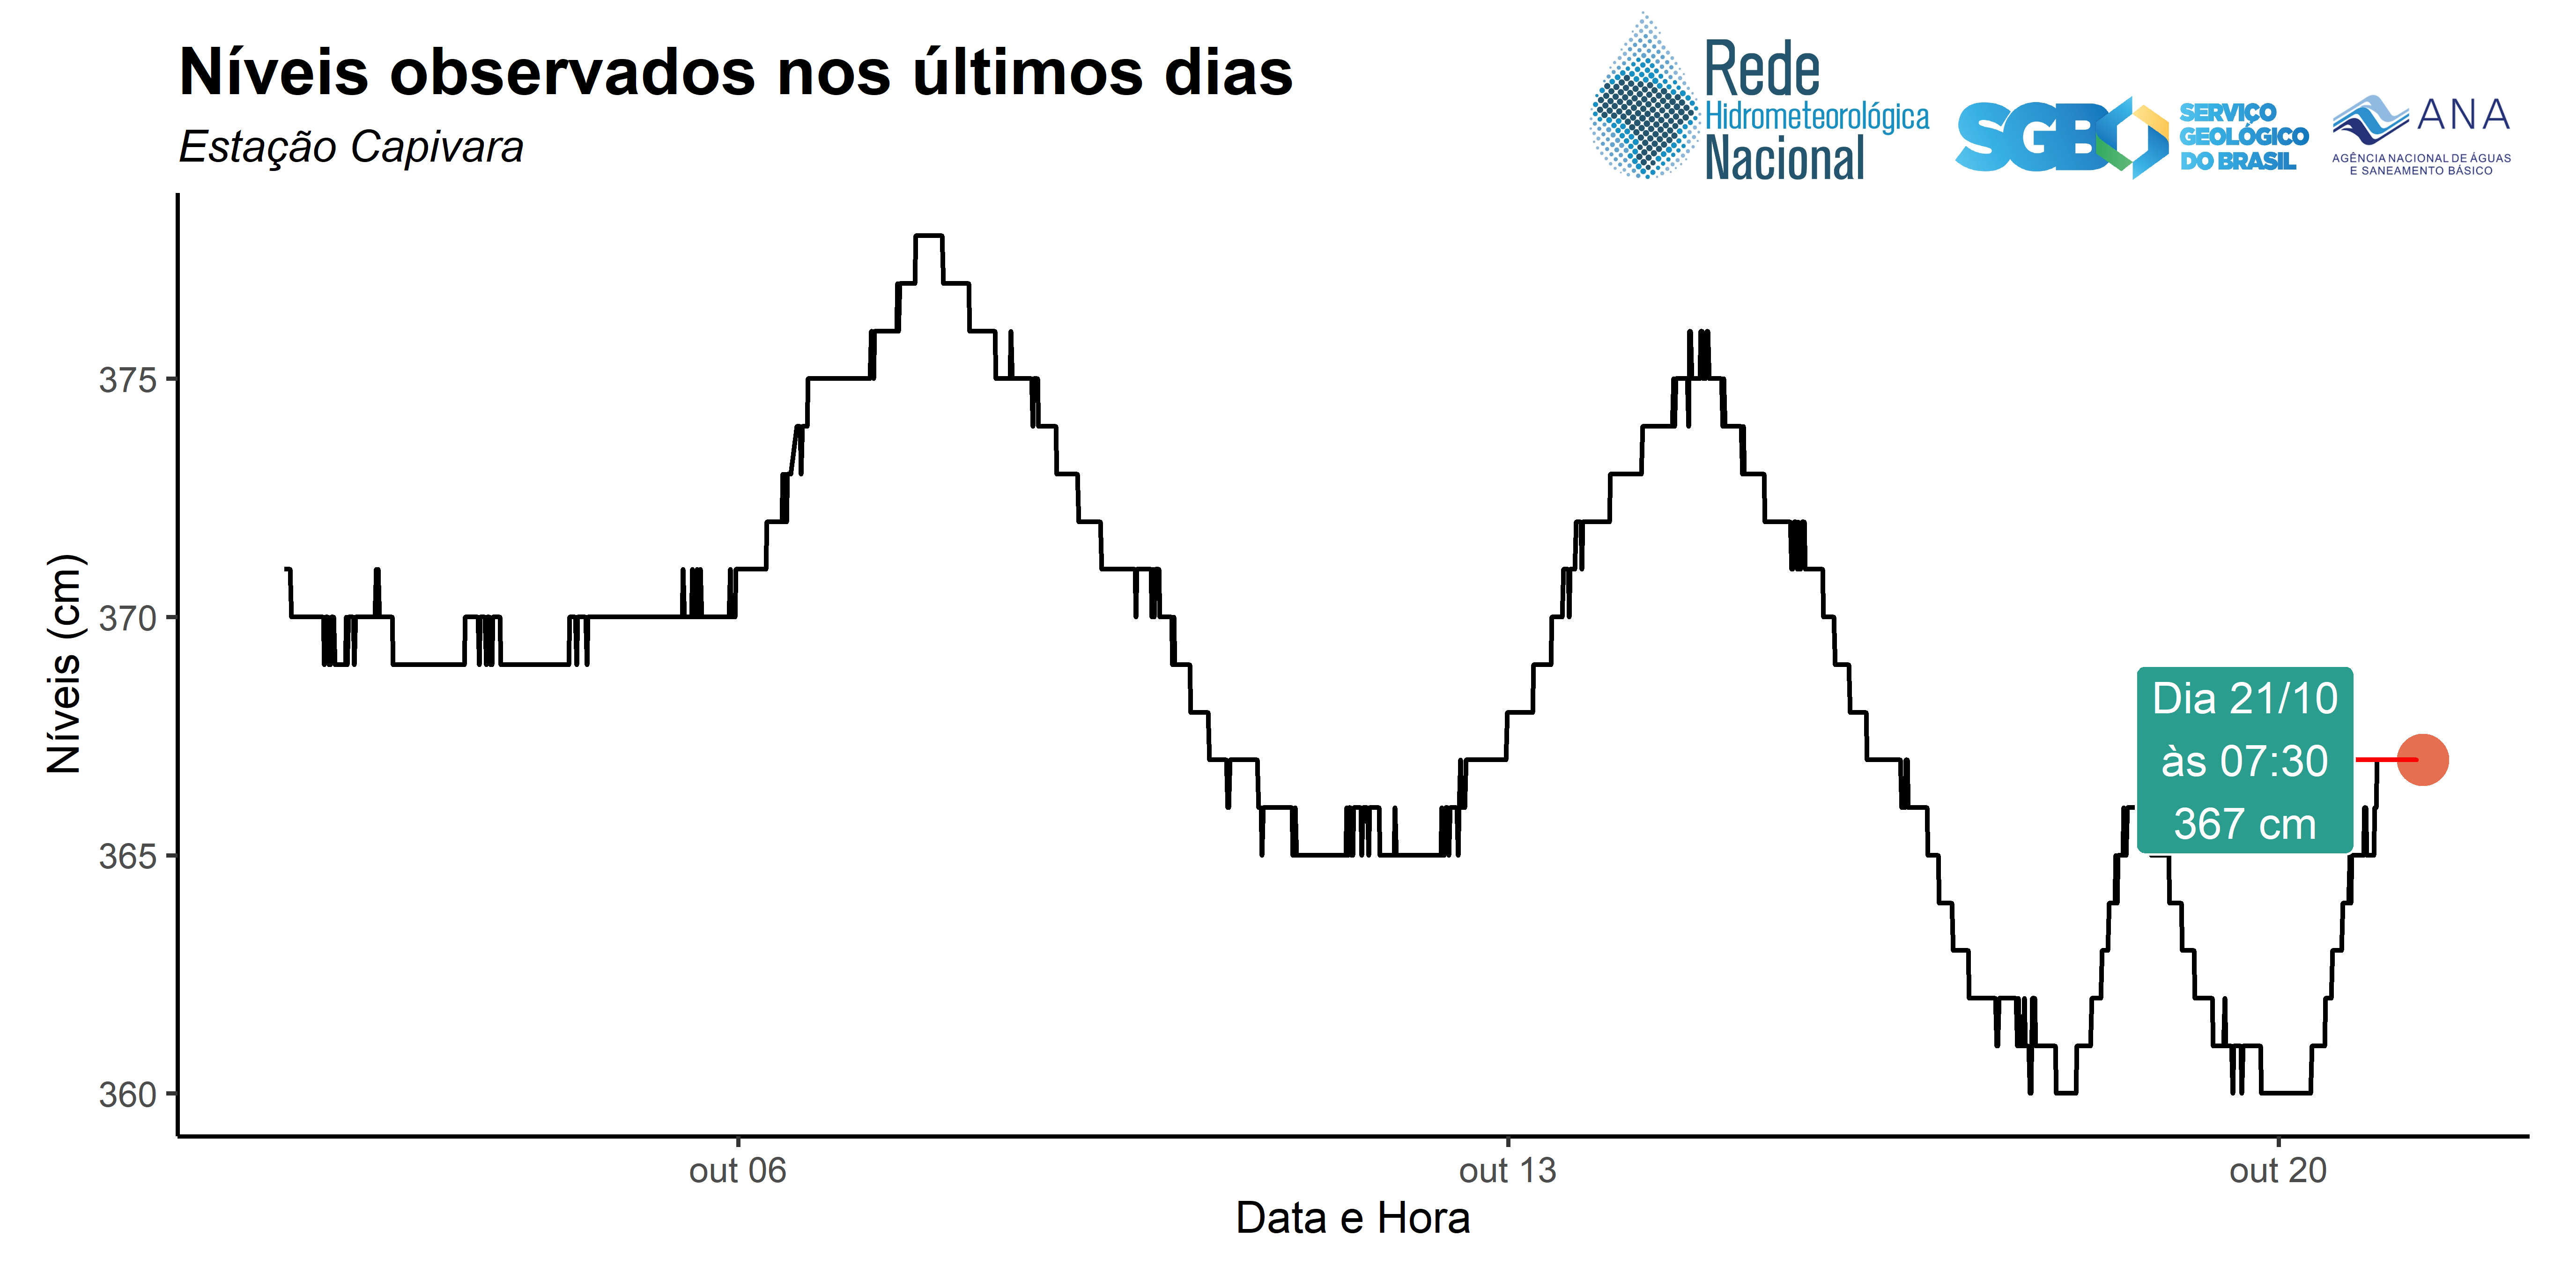 Níveis observados nos últimos dias
Estação Capivara
Rede
Hidrometeorológica
Nacional
SGB
SERVIÇO
GEOLÓGICO
DO BRASIL
ANA
AGÊNCIA NACIONAL DE ÁGUAS
E SANEAMENTO BÁSICO
Níveis (cm)
375
370
365
360
Dia 21/10
às 07:30
367 cm
out 06
out 13
out 20
Data e Hora